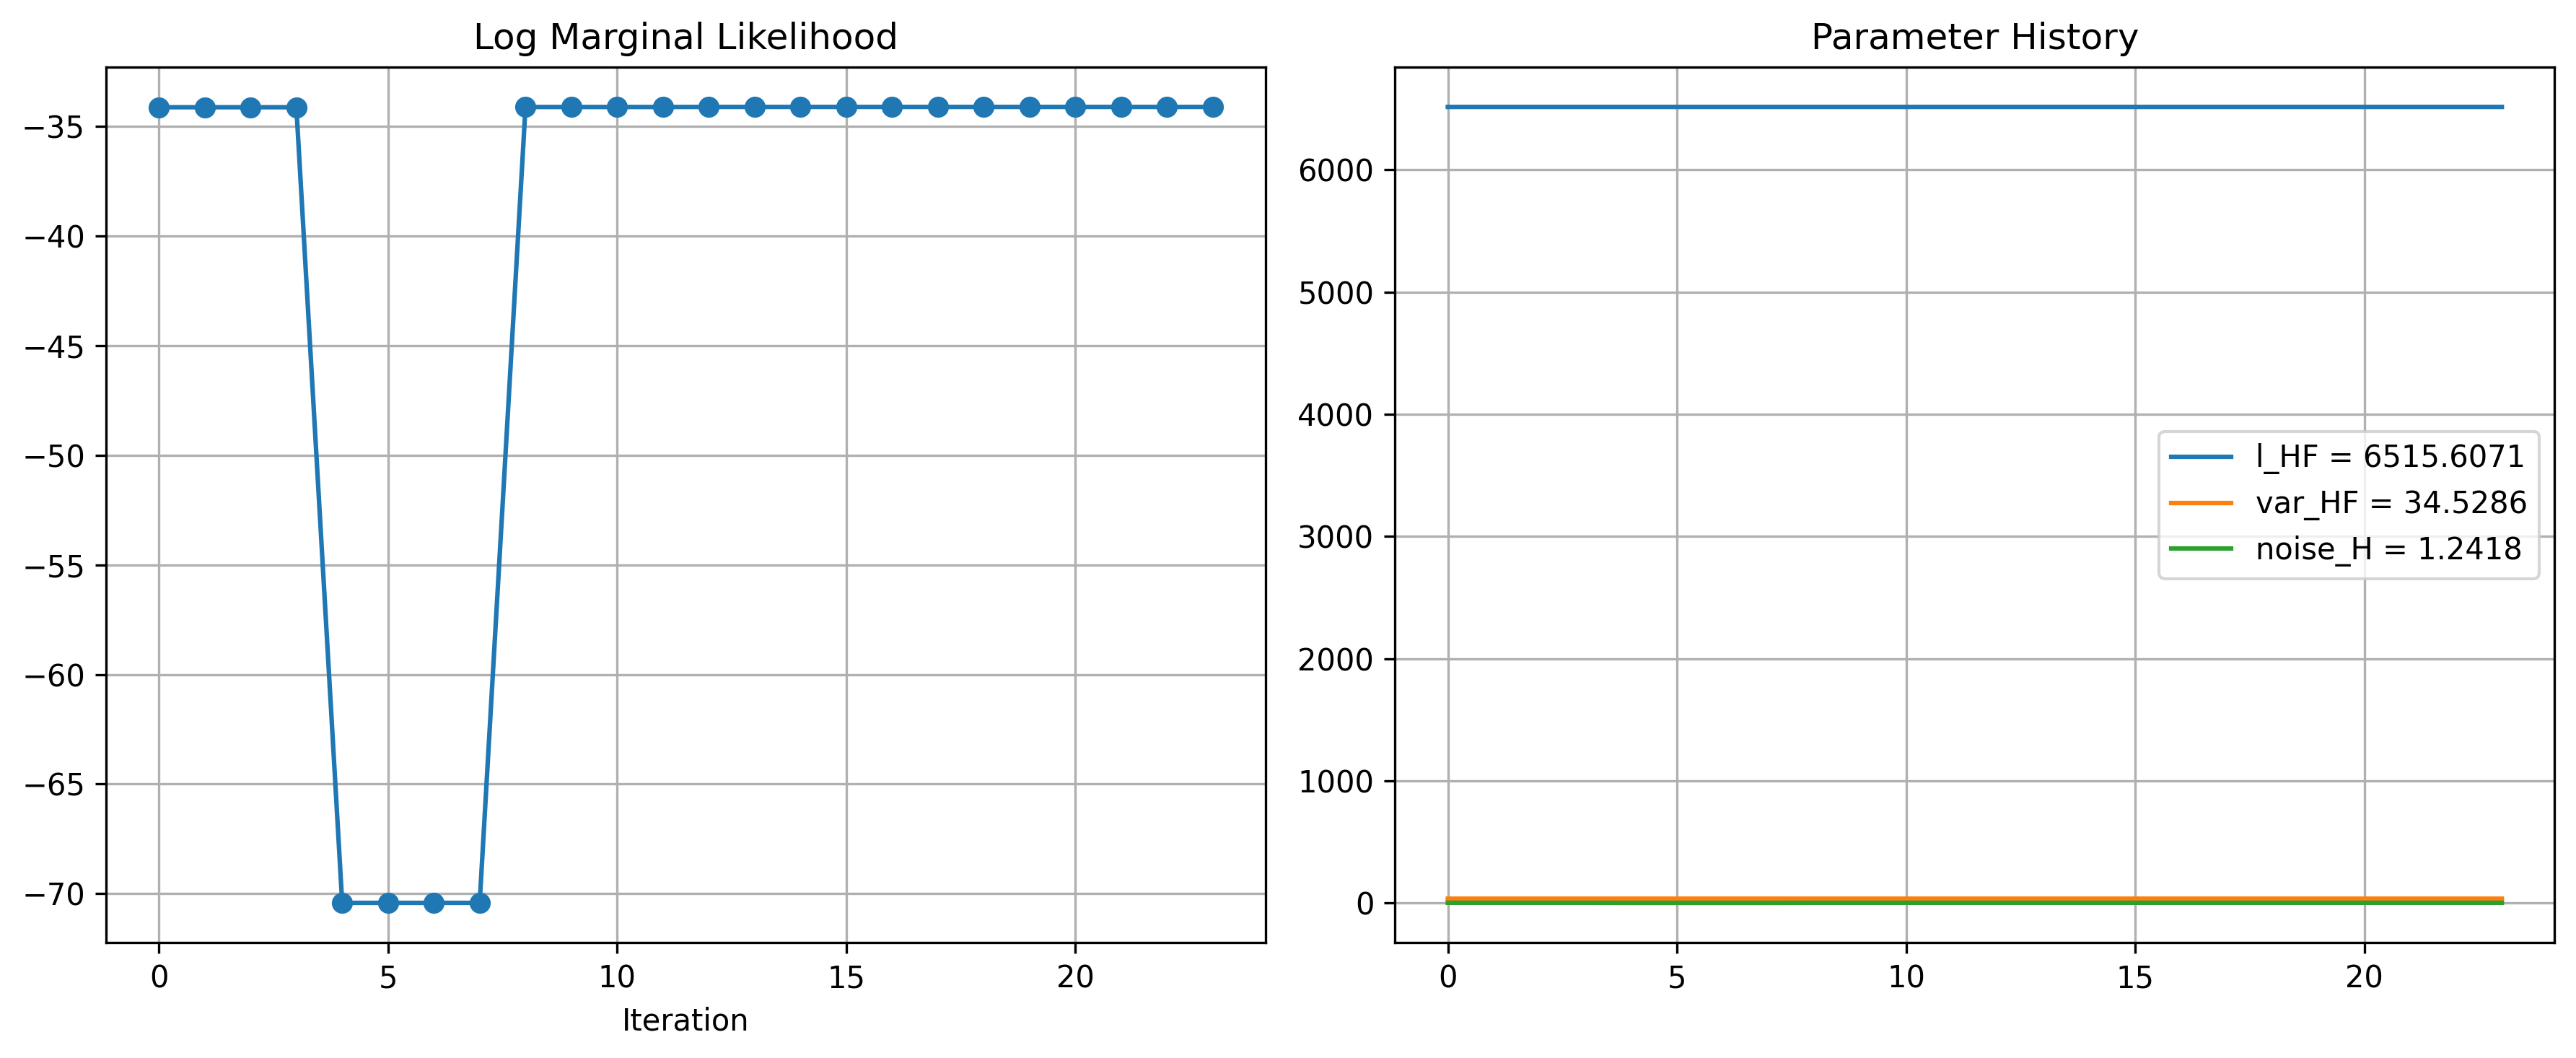 Log Marginal Likelihood
−35
−40
−45
−50
−55
−60
−65
−70
0 5 10 15 20
Iteration
Parameter History
6000
5000
4000
3000
2000
1000
0
l_HF = 6515.6071
var_HF = 34.5286
noise_H = 1.2418
0 5 10 15 20